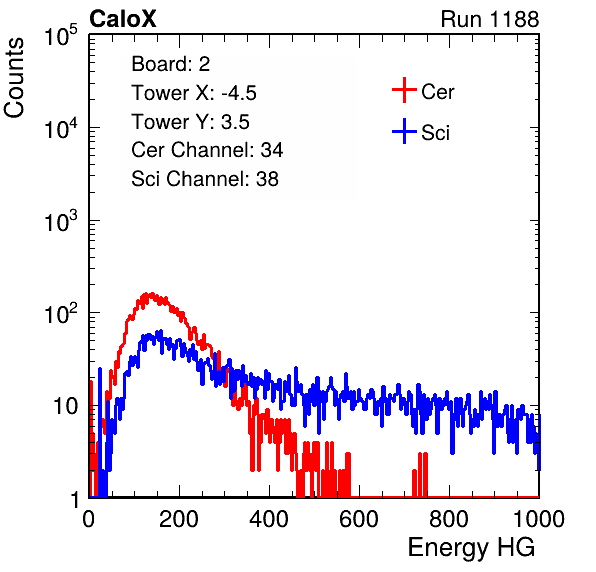 CaloX Run 1188
Counts
10^5
10^4
10^3
10^2
10
1
Board: 2
Tower X: -4.5
Tower Y: 3.5
Cer Channel: 34
Sci Channel: 38
Cer
Sci
0 200 400 600 800 1000
Energy HG